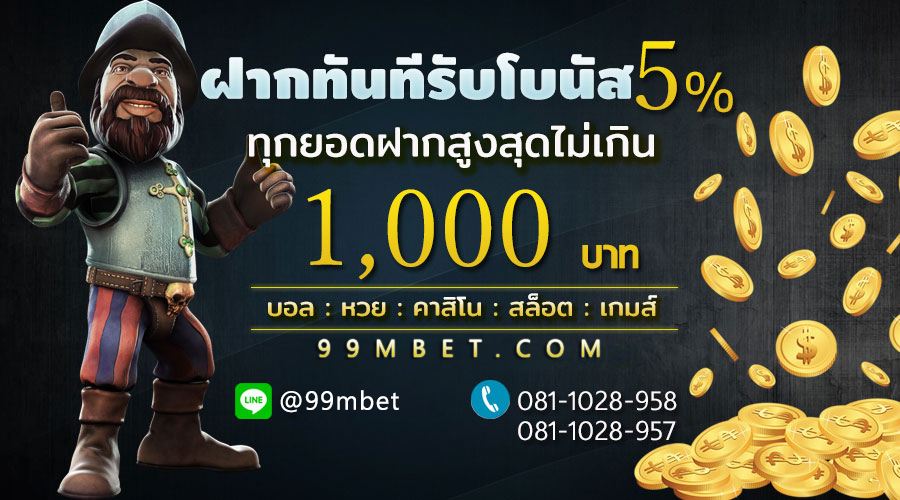 ฝากทันทีรับโบนัส5%
ทุกยอดฝากสูงสุดไม่เกิน
1,000 บาท
บอล : หวย : คาสิโน : สล็อต : เกมส์
99MBET.COM
LINE @99mbet
081-1028-958
081-1028-957